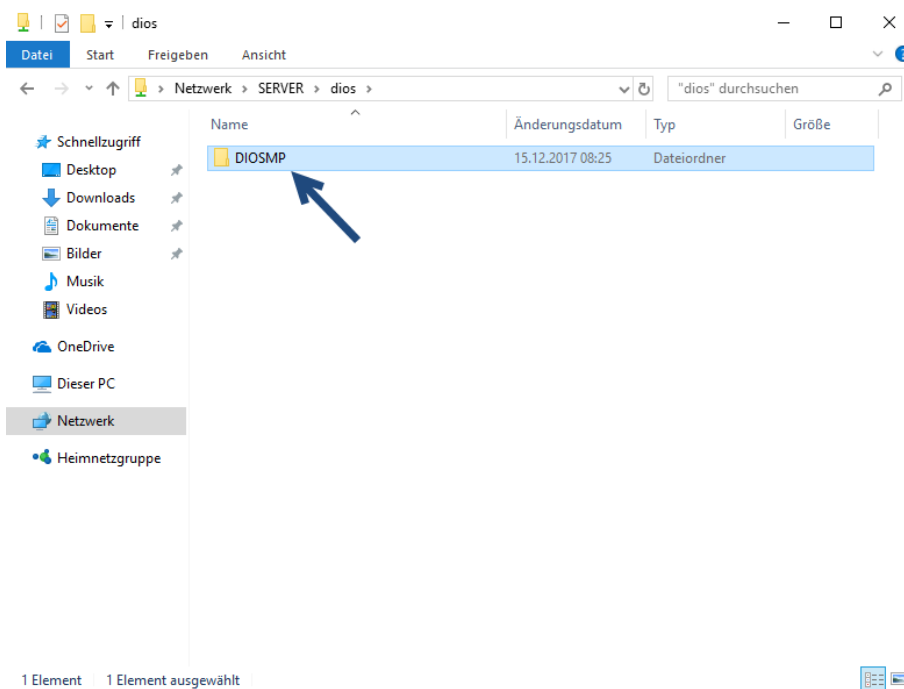 dios
Datei Start Freigeben Ansicht
Netzwerk SERVER dios "dios" durchsuchen
Name Änderungsdatum Typ Größe
DIOSMP 15.12.2017 08:25 Dateiordner
Schnellzugriff
Desktop
Downloads
Dokumente
Bilder
Musik
Videos
OneDrive
Dieser PC
Netzwerk
Heimnetzgruppe
1 Element 1 Element ausgewählt